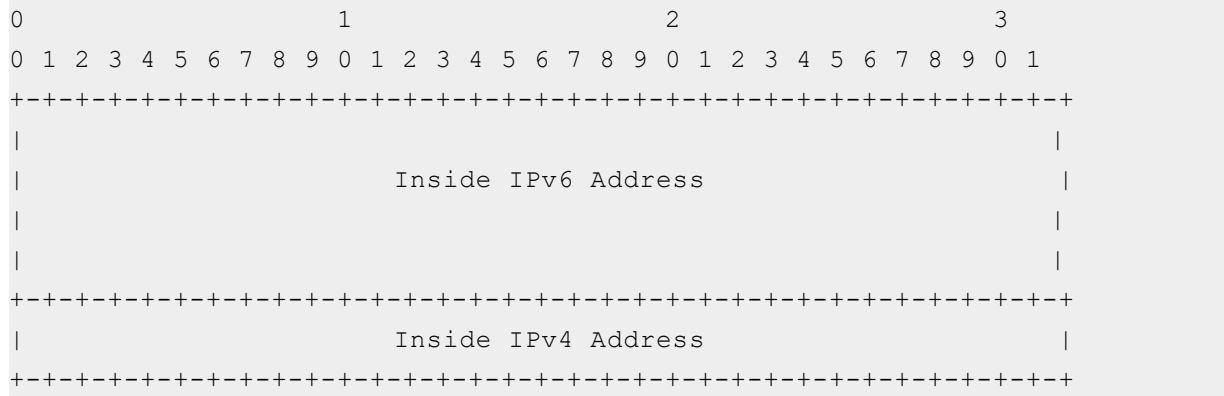 0                   1                   2                   3
0 1 2 3 4 5 6 7 8 9 0 1 2 3 4 5 6 7 8 9 0 1 2 3 4 5 6 7 8 9 0 1
+-+-+-+-+-+-+-+-+-+-+-+-+-+-+-+-+-+-+-+-+-+-+-+-+-+-+-+-+-+-+-+-+
|                                                               |
|                       Inside IPv6 Address                      |
|                                                               |
|                                                               |
+-+-+-+-+-+-+-+-+-+-+-+-+-+-+-+-+-+-+-+-+-+-+-+-+-+-+-+-+-+-+-+-+
|                       Inside IPv4 Address                      |
+-+-+-+-+-+-+-+-+-+-+-+-+-+-+-+-+-+-+-+-+-+-+-+-+-+-+-+-+-+-+-+-+